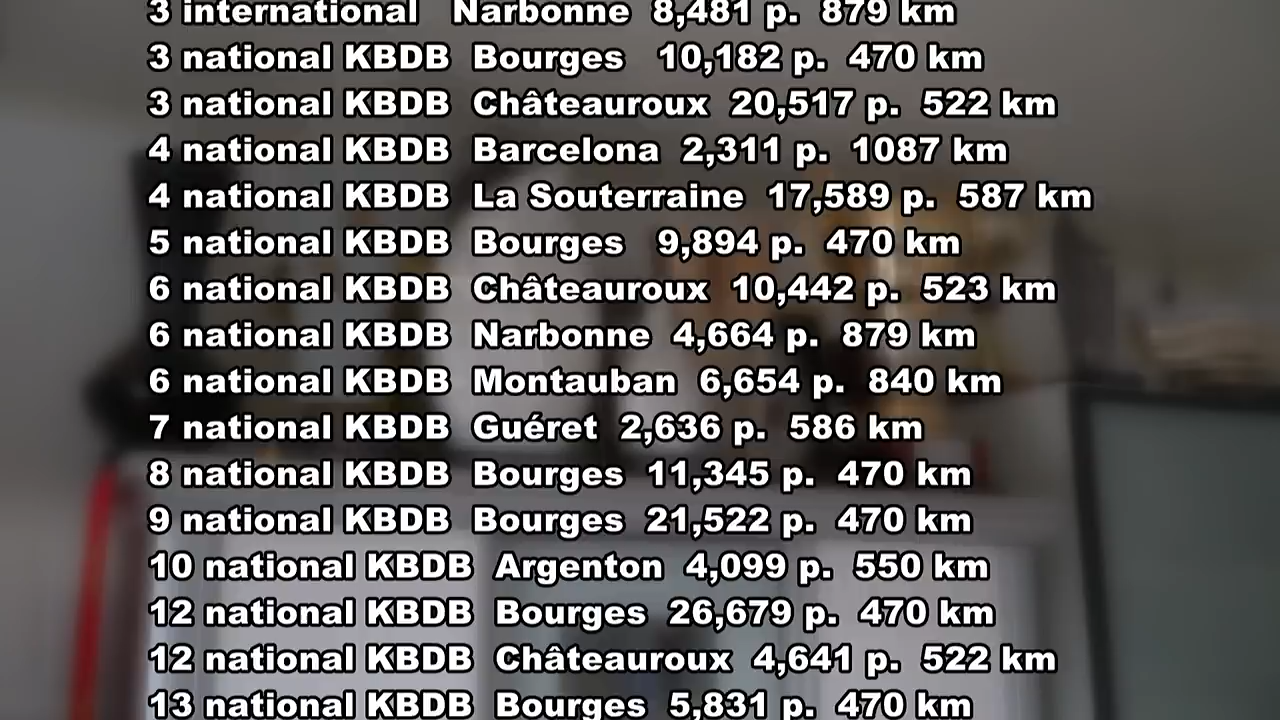 3 international Narbonne 8,481 p. 879 km
3 national KBDB Bourges 10,182 p. 470 km
3 national KBDB Châteauroux 20,517 p. 522 km
4 national KBDB Barcelona 2,311 p. 1087 km
4 national KBDB La Souterraine 17,589 p. 587 km
5 national KBDB Bourges 9,894 p. 470 km
6 national KBDB Châteauroux 10,442 p. 523 km
6 national KBDB Narbonne 4,664 p. 879 km
6 national KBDB Montauban 6,654 p. 840 km
7 national KBDB Guéret 2,636 p. 586 km
8 national KBDB Bourges 11,345 p. 470 km
9 national KBDB Bourges 21,522 p. 470 km
10 national KBDB Argenton 4,099 p. 550 km
12 national KBDB Bourges 26,679 p. 470 km
12 national KBDB Châteauroux 4,641 p. 522 km
13 national KBDB Bourges 5,831 p. 470 km